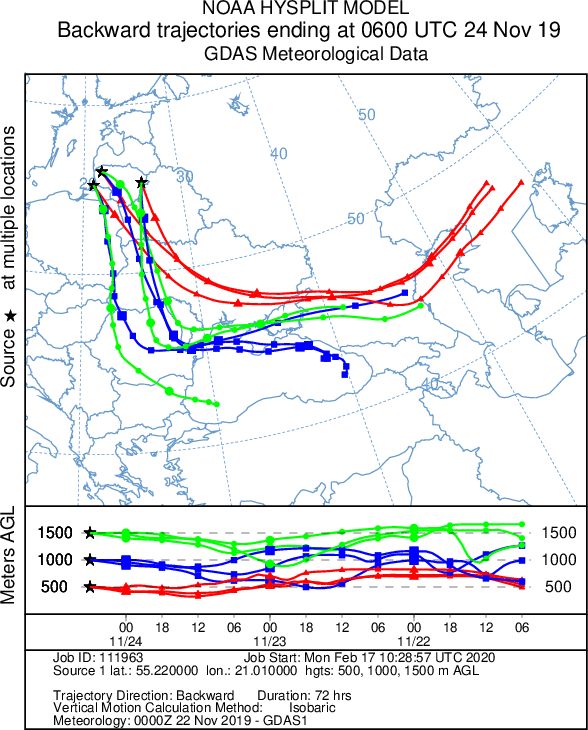 NOAA HYSPLIT MODEL
Backward trajectories ending at 0600 UTC 24 Nov 19
GDAS Meteorological Data
Source ★ at multiple locations
50
40
30
50
40
Meters AGL
1500 1500
1000 1000
500 500
00 18 12 06 00 18 12 06 00 18 12 06
11/24 11/23 11/22
Job ID: 111963 Job Start: Mon Feb 17 10:28:57 UTC 2020
Source 1 lat.: 55.220000 lon.: 21.010000 hgts: 500, 1000, 1500 m AGL
Trajectory Direction: Backward Duration: 72 hrs
Vertical Motion Calculation Method: Isobaric
Meteorology: 0000Z 22 Nov 2019 - GDAS1